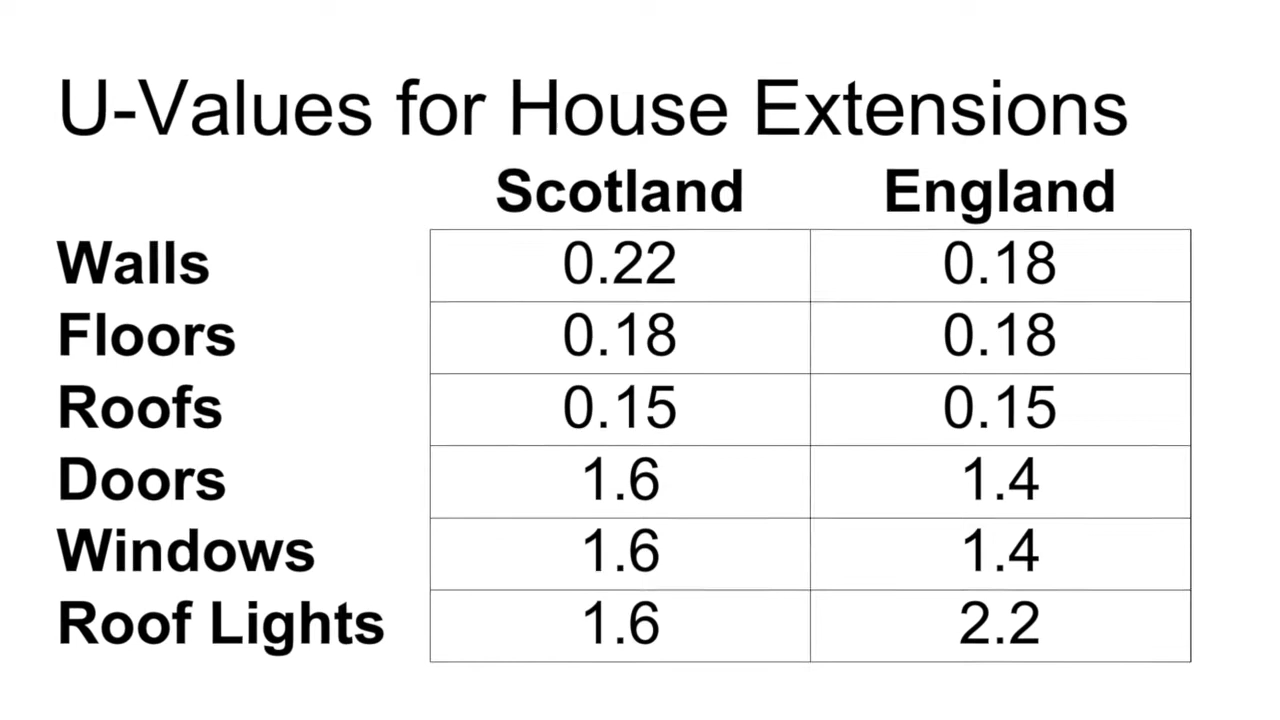 U-Values for House Extensions
Scotland England
Walls 0.22 0.18
Floors 0.18 0.18
Roofs 0.15 0.15
Doors 1.6 1.4
Windows 1.6 1.4
Roof Lights 1.6 2.2